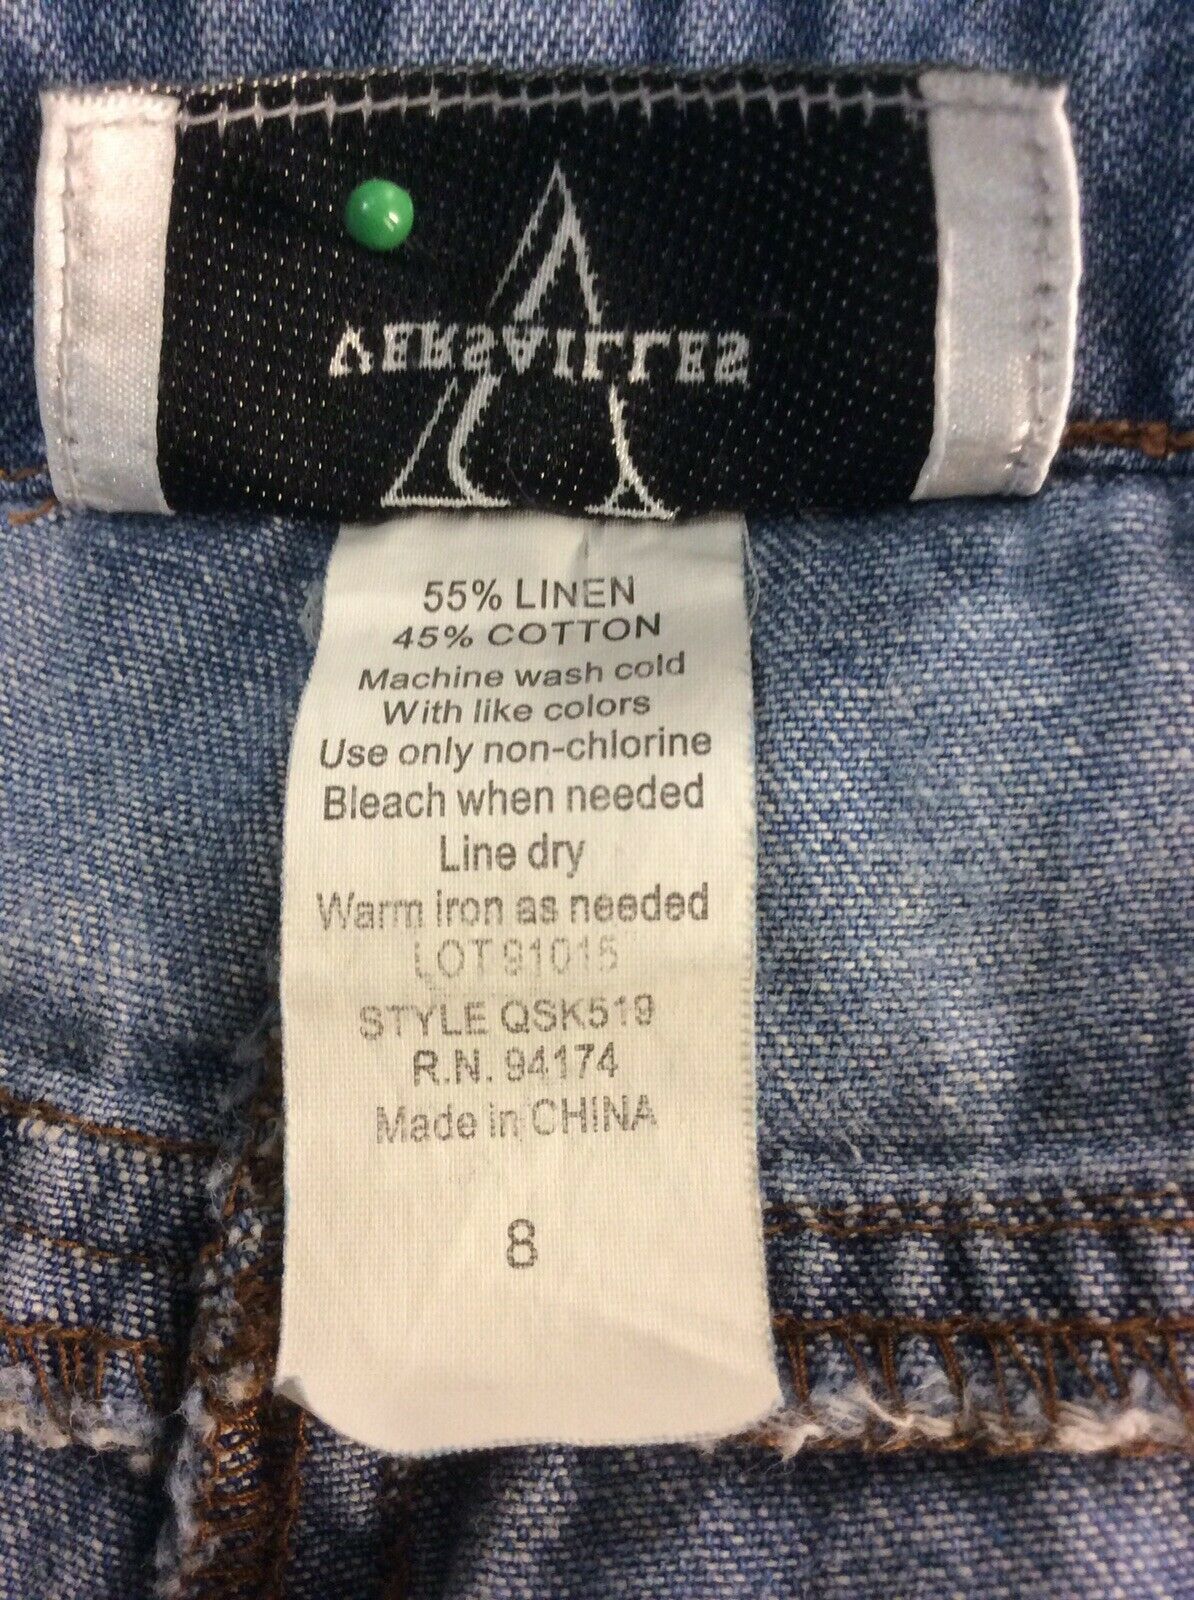 VERSAILLES
55% LINEN
45% COTTON
Machine wash cold
With like colors
Use only non-chlorine
Bleach when needed
Line dry
Warm iron as needed
LOT 91015
STYLE QSK519
R.N. 94174
Made in CHINA
8